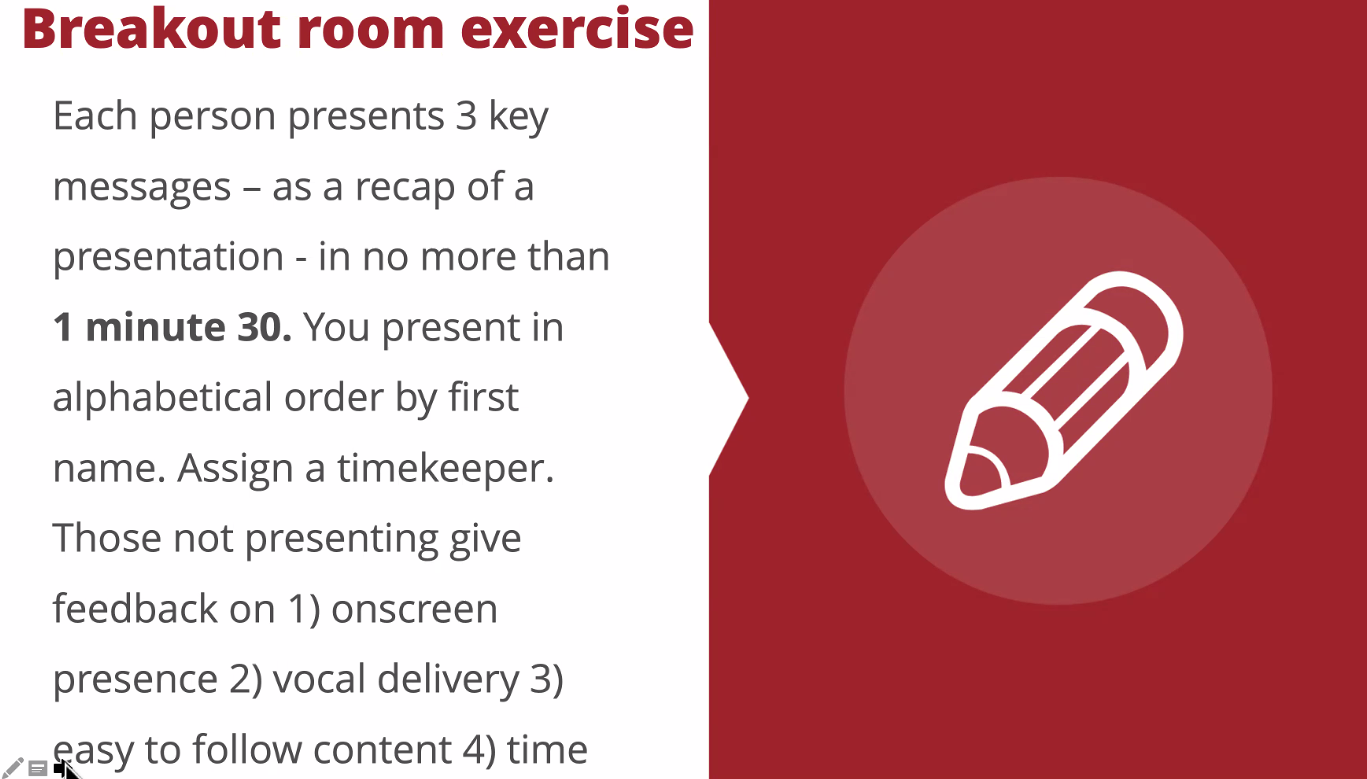 Breakout room exercise
Each person presents 3 key
messages – as a recap of a
presentation - in no more than
1 minute 30. You present in
alphabetical order by first
name. Assign a timekeeper.
Those not presenting give
feedback on 1) onscreen
presence 2) vocal delivery 3)
easy to follow content 4) time